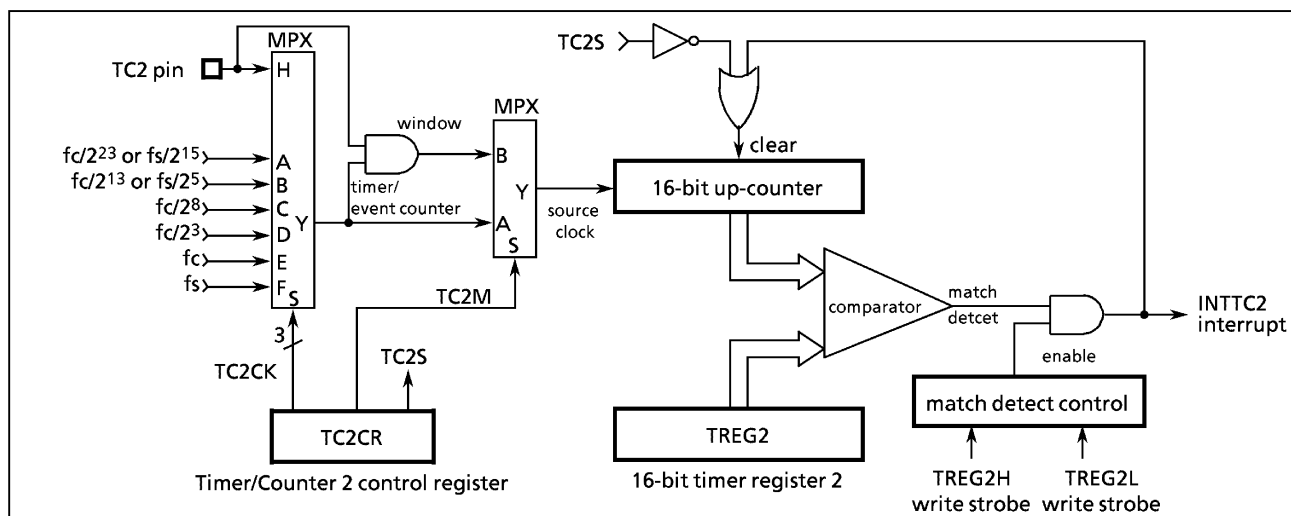 MPX
TC2 pin
H
fc/2²³ or fs/2¹⁵
A
fc/2¹³ or fs/2⁵
B
fc/2⁸
C
fc/2³
D
fc
E
fs
F
Y
S
3
TC2CK
window
timer/
event counter
MPX
B
Y
A
S
TC2M
TC2S
TC2CR
Timer/Counter 2 control register
source
clock
TC2S
clear
16-bit up-counter
comparator
match
detcet
enable
INTTC2
interrupt
TREG2
16-bit timer register 2
match detect control
TREG2H
write strobe
TREG2L
write strobe